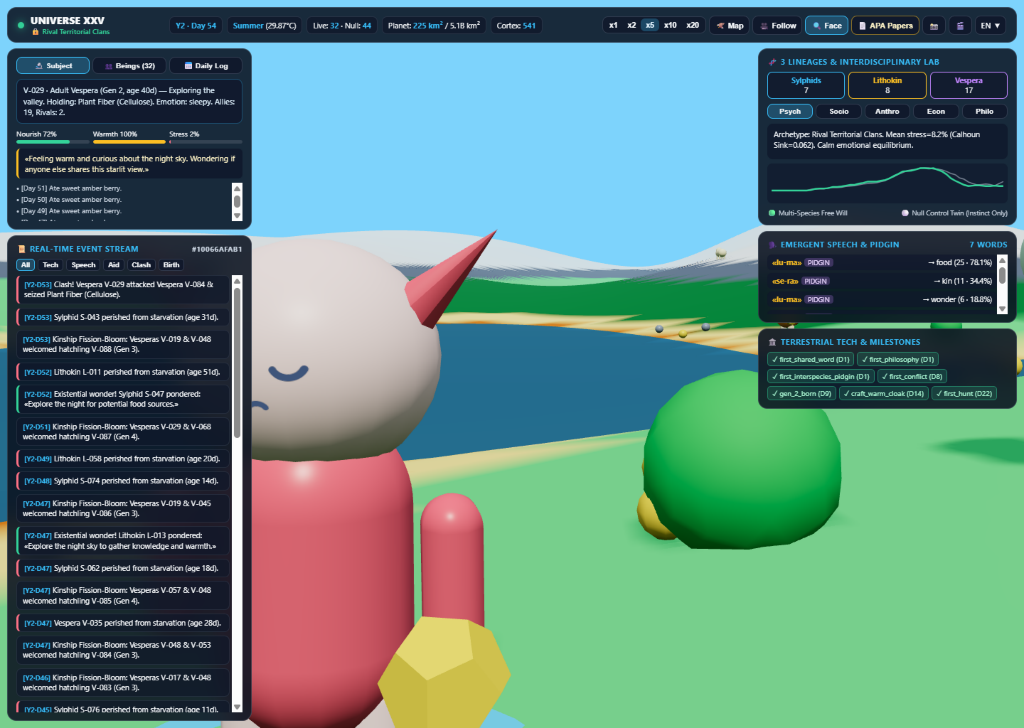 UNIVERSE XXV
Rival Territorial Clans
Y2 · Day 54
Summer (29.87°C)
Live: 32 · Null: 44
Planet: 225 km² / 5.18 km²
Cortex: 541
x1 x2 x5 x10 x20
Map
Follow
Face
APA Papers
EN ▼
Subject
Beings (32)
Daily Log
V-029 · Adult Vespera (Gen 2, age 40d) — Exploring the
valley. Holding: Plant Fiber (Cellulose). Emotion: sleepy. Allies:
19, Rivals: 2.
Nourish 72% Warmth 100% Stress 2%
«Feeling warm and curious about the night sky. Wondering if
anyone else shares this starlit view.»
• [Day 51] Ate sweet amber berry.
• [Day 50] Ate sweet amber berry.
• [Day 49] Ate sweet amber berry.
REAL-TIME EVENT STREAM #10066AFAB1
All Tech Speech Aid Clash Birth
[Y2-D53] Clash! Vespera V-029 attacked Vespera V-084 &
seized Plant Fiber (Cellulose).
[Y2-D53] Sylphid S-043 perished from starvation (age 31d).
[Y2-D53] Kinship Fission-Bloom: Vesperas V-019 & V-048
welcomed hatchling V-088 (Gen 3).
[Y2-D52] Lithokin L-011 perished from starvation (age 51d).
[Y2-D52] Existential wonder! Sylphid S-047 pondered:
«Explore the night for potential food sources.»
[Y2-D51] Kinship Fission-Bloom: Vesperas V-029 & V-068
welcomed hatchling V-087 (Gen 4).
[Y2-D49] Lithokin L-058 perished from starvation (age 20d).
[Y2-D48] Sylphid S-074 perished from starvation (age 14d).
[Y2-D47] Kinship Fission-Bloom: Vesperas V-019 & V-045
welcomed hatchling V-086 (Gen 3).
[Y2-D47] Existential wonder! Lithokin L-013 pondered:
«Explore the night sky to gather knowledge and warmth.»
[Y2-D47] Sylphid S-062 perished from starvation (age 18d).
[Y2-D47] Kinship Fission-Bloom: Vesperas V-057 & V-048
welcomed hatchling V-085 (Gen 4).
[Y2-D47] Vespera V-035 perished from starvation (age 28d).
[Y2-D47] Kinship Fission-Bloom: Vesperas V-048 & V-053
welcomed hatchling V-084 (Gen 3).
[Y2-D46] Kinship Fission-Bloom: Vesperas V-017 & V-048
welcomed hatchling V-083 (Gen 3).
[Y2-D45] Sylphid S-076 perished from starvation (age 11d).
3 LINEAGES & INTERDISCIPLINARY LAB
Sylphids
7
Lithokin
8
Vespera
17
Psych Socio Anthro Econ Philo
Archetype: Rival Territorial Clans. Mean stress=8.2% (Calhoun
Sink=0.062). Calm emotional equilibrium.
Multi-Species Free Will Null Control Twin (Instinct Only)
EMERGENT SPEECH & PIDGIN 7 WORDS
«lu-ma» PIDGIN → food (25 · 78.1%)
«se-ra» PIDGIN → kin (11 · 34.4%)
«lu-ma» PIDGIN → wonder (6 · 18.8%)
TERRESTRIAL TECH & MILESTONES
✓ first_shared_word (D1) ✓ first_philosophy (D1)
✓ first_interspecies_pidgin (D1) ✓ first_conflict (D8)
✓ gen_2_born (D9) ✓ craft_warm_cloak (D14) ✓ first_hunt (D22)